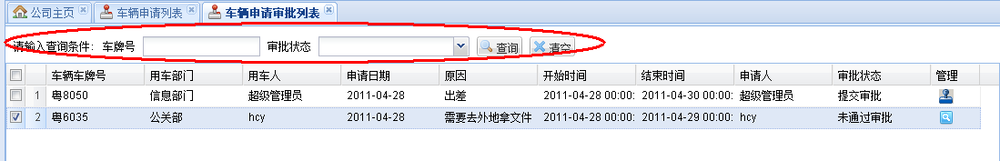 公司主页 车辆申请列表 车辆申请审批列表
请输入查询条件: 车牌号 审批状态 查询 清空
车辆车牌号 用车部门 用车人 申请日期 原因 开始时间 结束时间 申请人 审批状态 管理
1 粤8050 信息部门 超级管理员 2011-04-28 出差 2011-04-28 00:00: 2011-04-30 00:00: 超级管理员 提交审批
2 粤6035 公关部 hcy 2011-04-28 需要去外地拿文件 2011-04-28 00:00: 2011-04-29 00:00: hcy 未通过审批